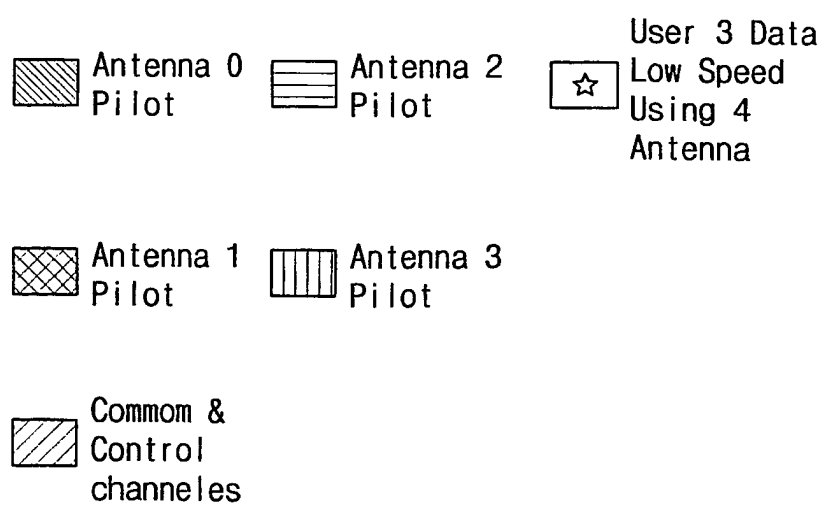 Antenna 0
Pilot
Antenna 2
Pilot
User 3 Data
Low Speed
Using 4
Antenna
Antenna 1
Pilot
Antenna 3
Pilot
Commom &
Control
channeles